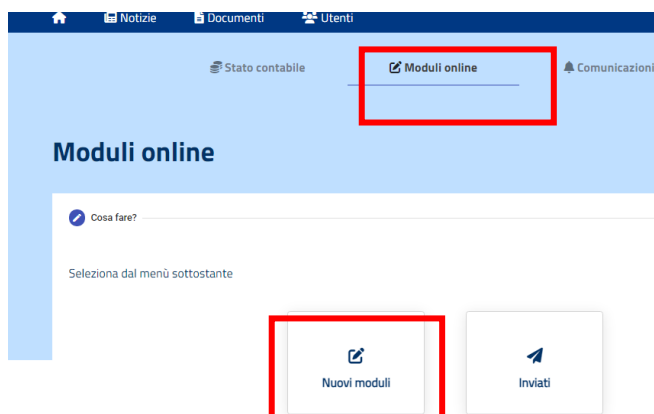 Notizie Documenti Utenti
Stato contabile Moduli online Comunicazioni
Moduli online
Cosa fare?
Seleziona dal menù sottostante
Nuovi moduli Inviati